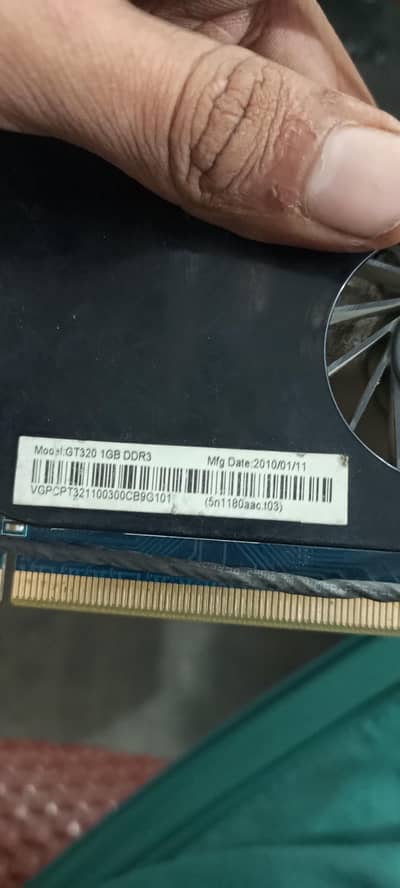 Model:GT320 1GB DDR3 Mfg Date:2010/01/11
VGPCPT321100300CB9G101 (5n1180aac.t03)